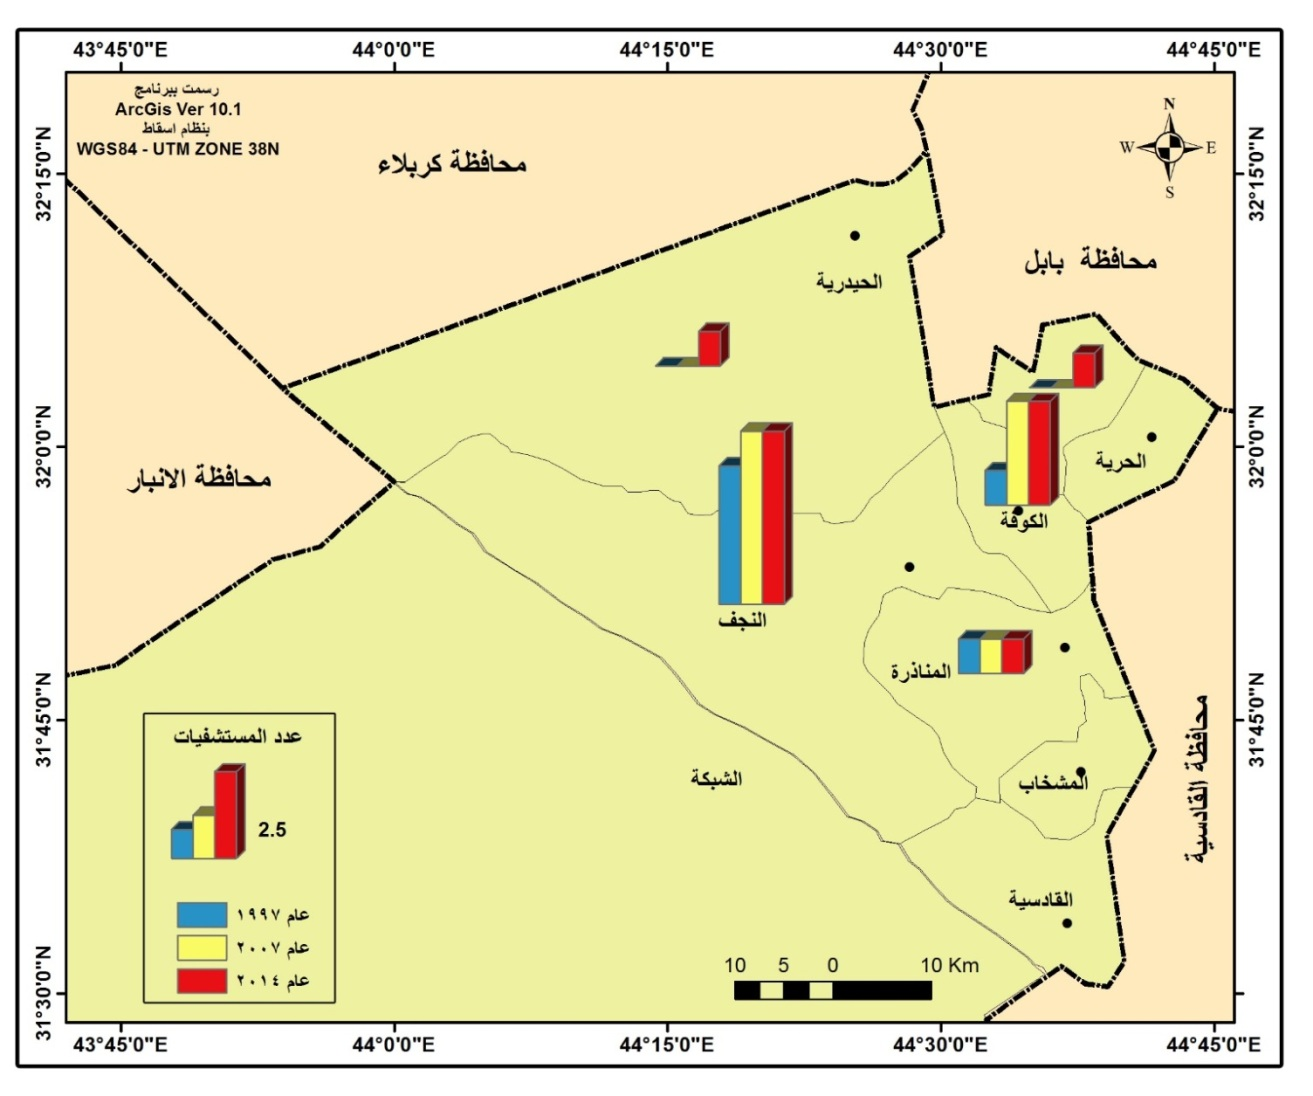 43°45'0"E 44°0'0"E 44°15'0"E 44°30'0"E 44°45'0"E
رسمت ببرنامج
ArcGis Ver 10.1
بنظام اسقاط
WGS84 - UTM ZONE 38N
N
W E
S
32°15'0"N 32°15'0"N
محافظة كربلاء
محافظة بابل
الحيدرية
32°0'0"N 32°0'0"N
محافظة الانبار
الحرية
الكوفة
النجف
المناذرة
31°45'0"N 31°45'0"N
محافظة القادسية
الشبكة
المشخاب
القادسية
عدد المستشفيات
2.5
عام ١٩٩٧
عام ٢٠٠٧
عام ٢٠١٤
10 5 0 10 Km
31°30'0"N
43°45'0"E 44°0'0"E 44°15'0"E 44°30'0"E 44°45'0"E